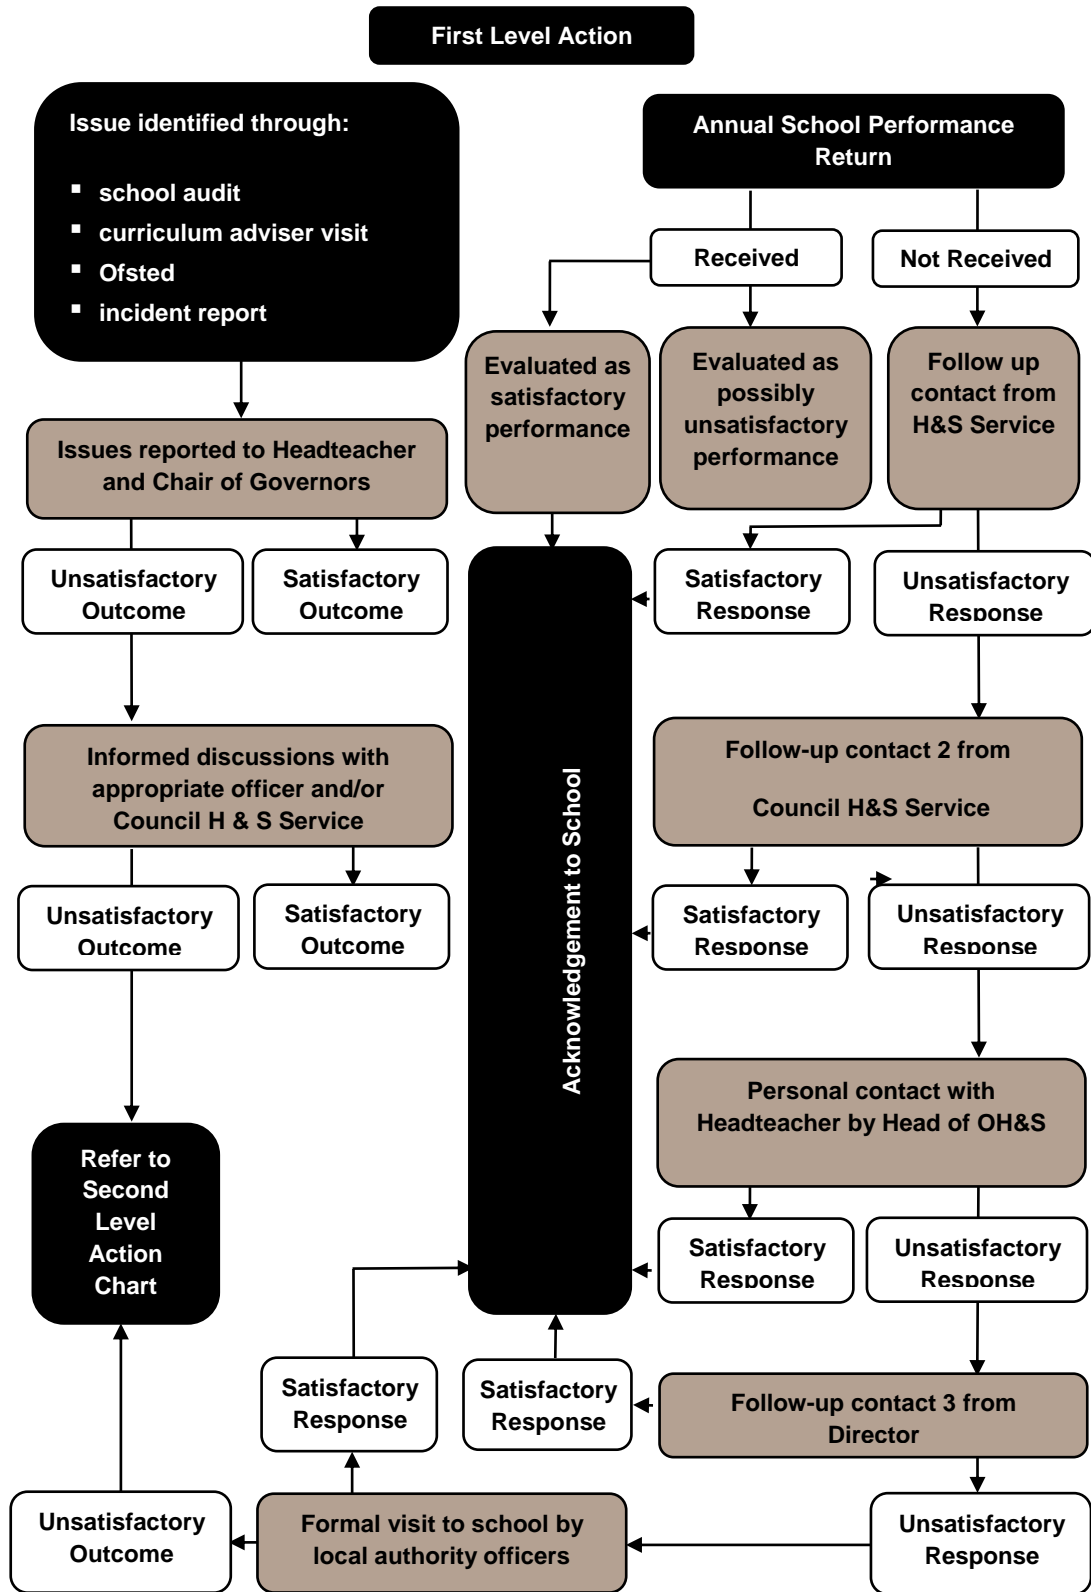 First Level Action
Issue identified through:
▪ school audit
▪ curriculum adviser visit
▪ Ofsted
▪ incident report
Annual School Performance
Return
Received
Not Received
Evaluated as
satisfactory
performance
Evaluated as
possibly
unsatisfactory
performance
Follow up
contact from
H&S Service
Issues reported to Headteacher
and Chair of Governors
Unsatisfactory
Outcome
Satisfactory
Outcome
Satisfactory
Response
Unsatisfactory
Response
Informed discussions with
appropriate officer and/or
Council H & S Service
Follow-up contact 2 from
Council H&S Service
Acknowledgement to School
Unsatisfactory
Outcome
Satisfactory
Outcome
Satisfactory
Response
Unsatisfactory
Response
Personal contact with
Headteacher by Head of OH&S
Refer to
Second
Level
Action
Chart
Satisfactory
Response
Unsatisfactory
Response
Satisfactory
Response
Satisfactory
Response
Follow-up contact 3 from
Director
Unsatisfactory
Outcome
Formal visit to school by
local authority officers
Unsatisfactory
Response